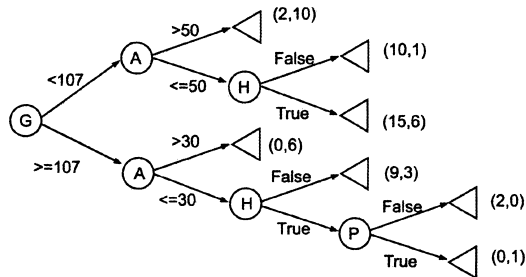 >50
(2,10)
A
False
(10,1)
<107
<=50
H
True
(15,6)
G
>30
(0,6)
>=107
A
False
(9,3)
<=30
H
False
(2,0)
True
P
True
(0,1)